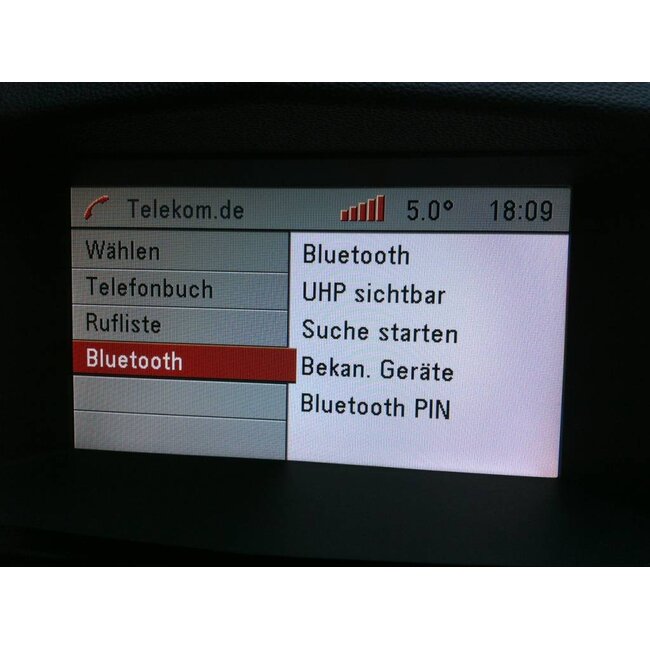 Telekom.de 5.0° 18:09
Wählen
Telefonbuch
Rufliste
Bluetooth
Bluetooth
UHP sichtbar
Suche starten
Bekan. Geräte
Bluetooth PIN